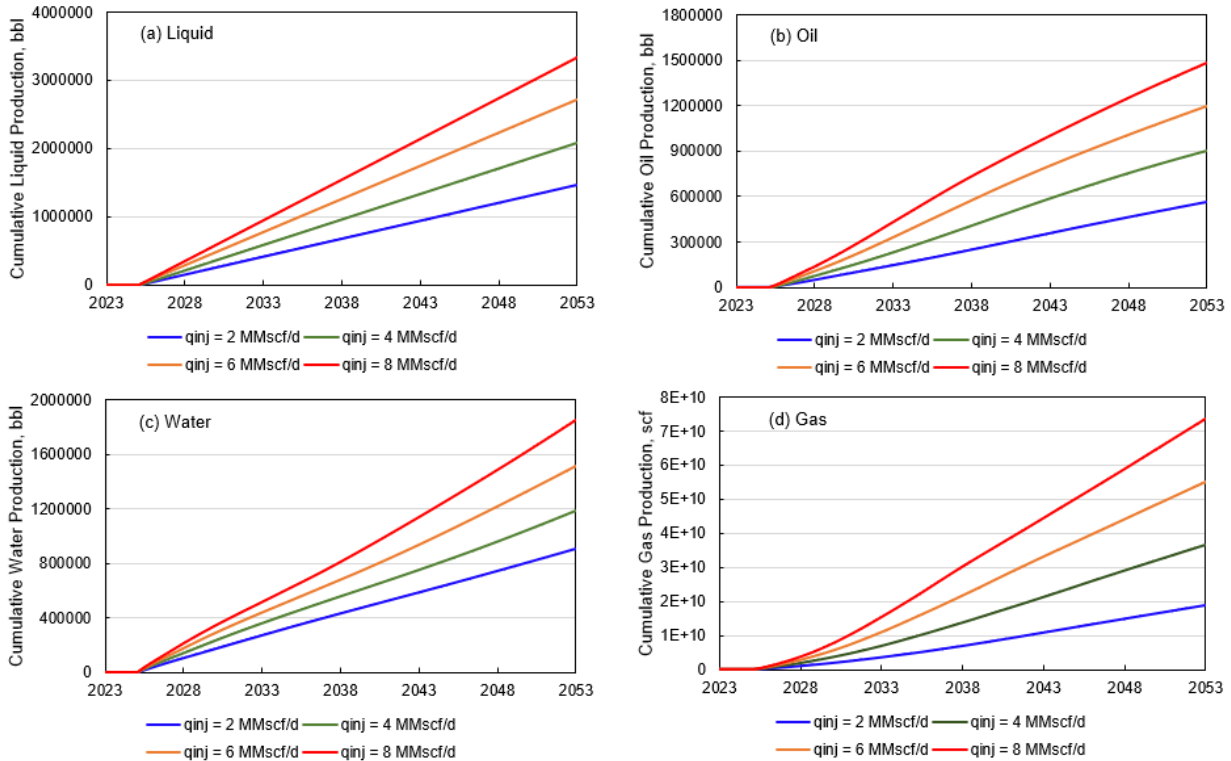 (a) Liquid
Cumulative Liquid Production, bbl
4000000
3000000
2000000
1000000
0
2023 2028 2033 2038 2043 2048 2053
qinj = 2 MMscf/d qinj = 4 MMscf/d
qinj = 6 MMscf/d qinj = 8 MMscf/d
(b) Oil
Cumulative Oil Production, bbl
1800000
1500000
1200000
900000
600000
300000
0
2023 2028 2033 2038 2043 2048 2053
qinj = 2 MMscf/d qinj = 4 MMscf/d
qinj = 6 MMscf/d qinj = 8 MMscf/d
(c) Water
Cumulative Water Production, bbl
2000000
1600000
1200000
800000
400000
0
2023 2028 2033 2038 2043 2048 2053
qinj = 2 MMscf/d qinj = 4 MMscf/d
qinj = 6 MMscf/d qinj = 8 MMscf/d
(d) Gas
Cumulative Gas Production, scf
8E+10
7E+10
6E+10
5E+10
4E+10
3E+10
2E+10
1E+10
0
2023 2028 2033 2038 2043 2048 2053
qinj = 2 MMscf/d qinj = 4 MMscf/d
qinj = 6 MMscf/d qinj = 8 MMscf/d